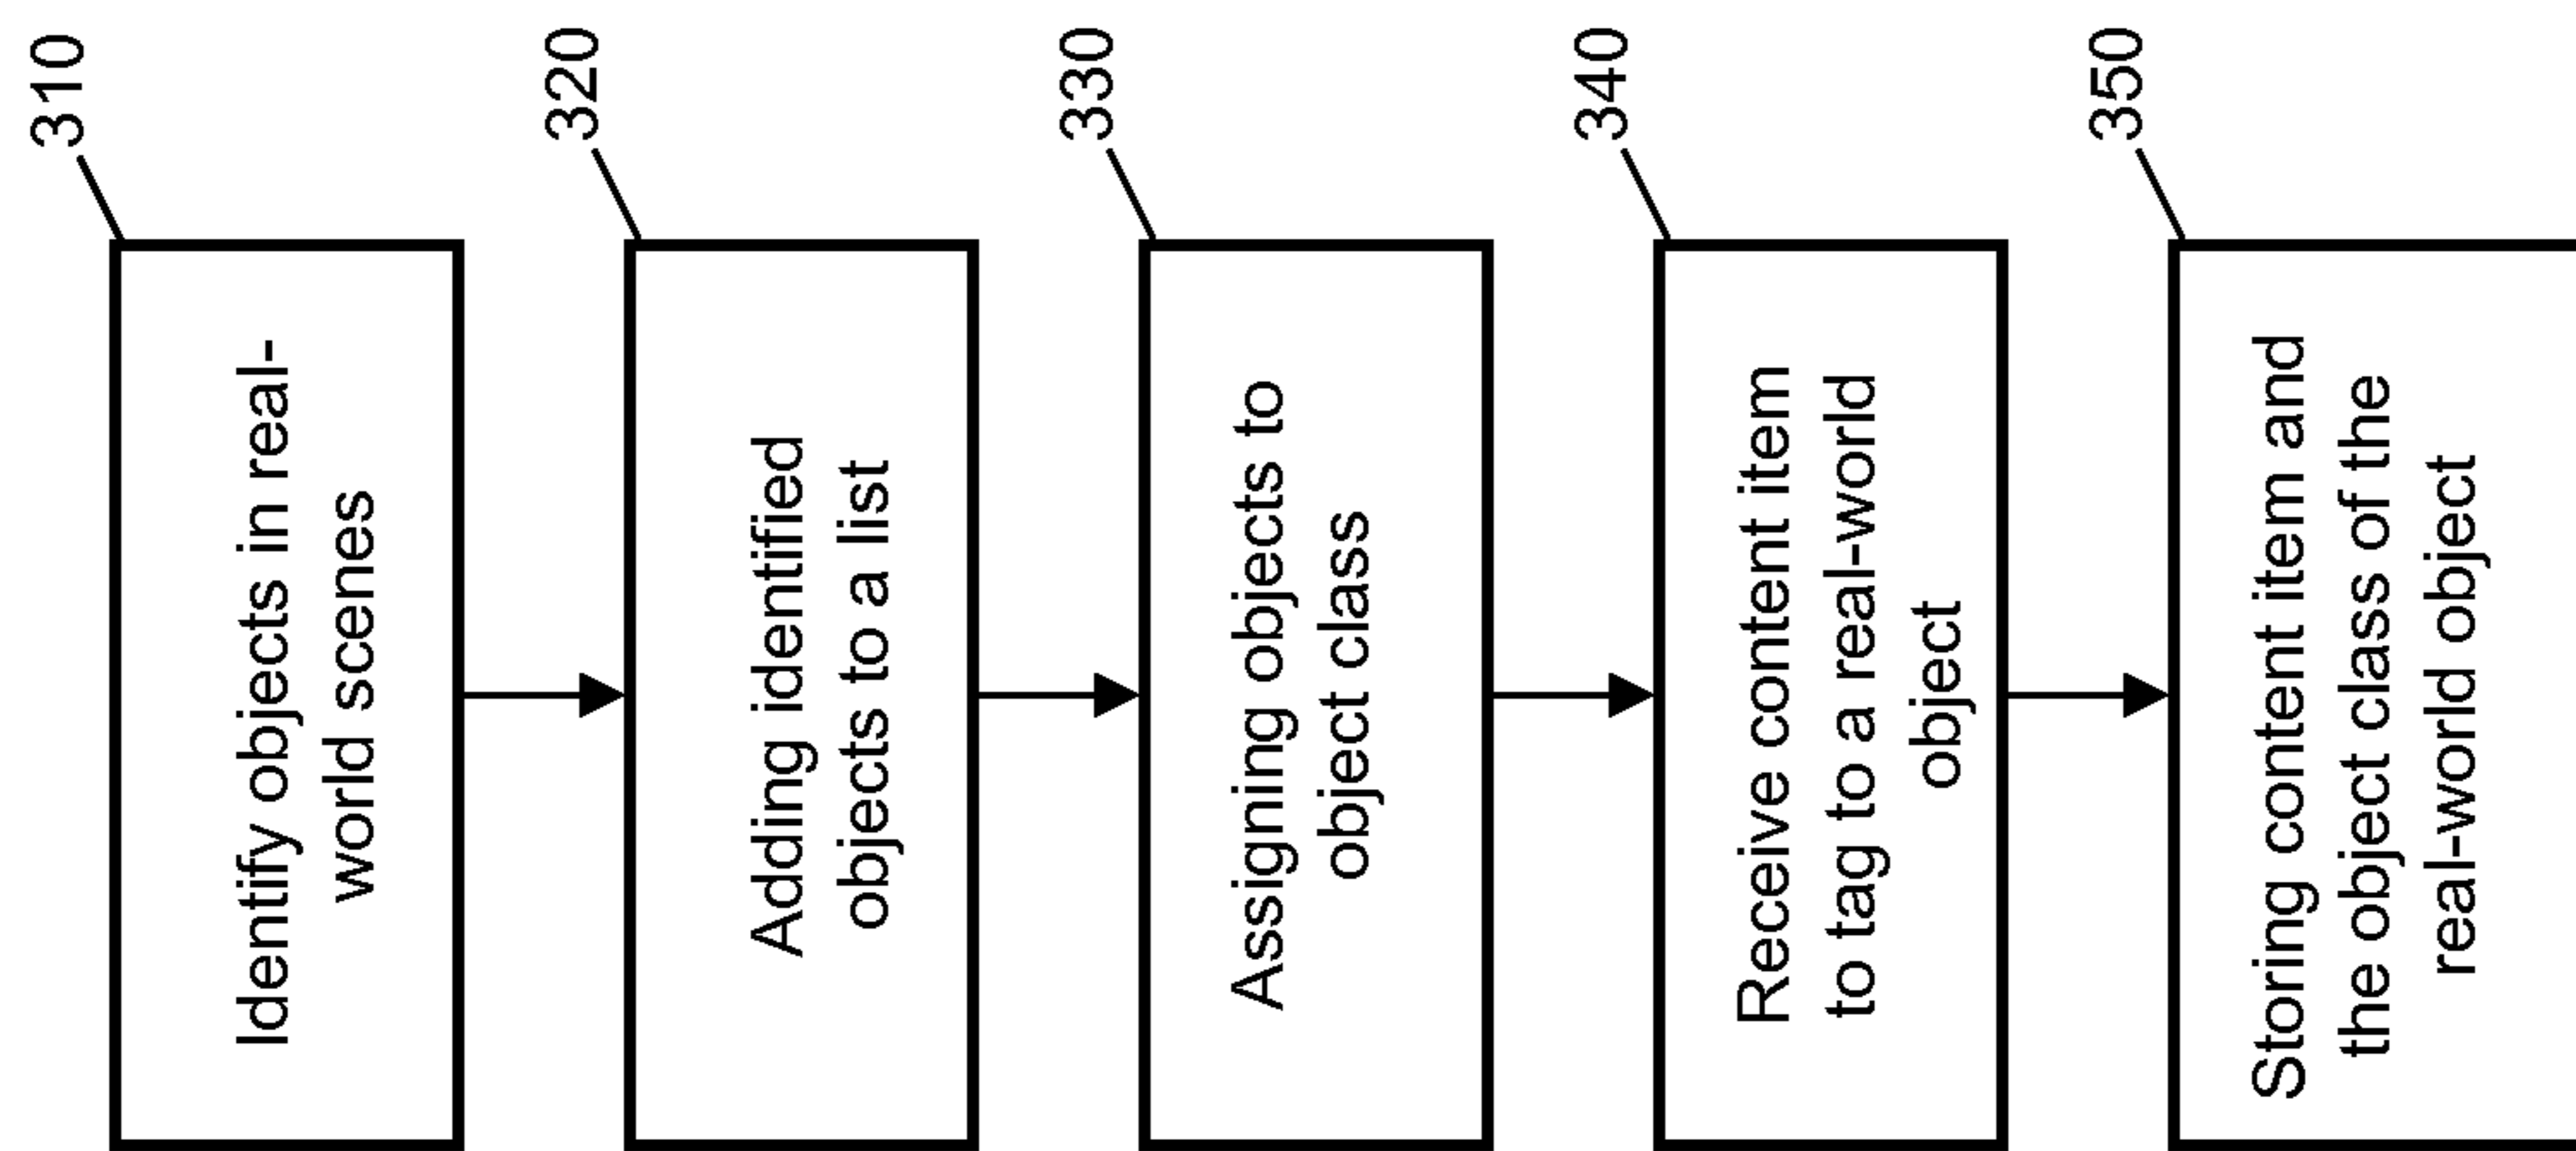 310
Identify objects in real-
world scenes
320
Adding identified
objects to a list
330
Assigning objects to
object class
340
Receive content item
to tag to a real-world
object
350
Storing content item and
the object class of the
real-world object